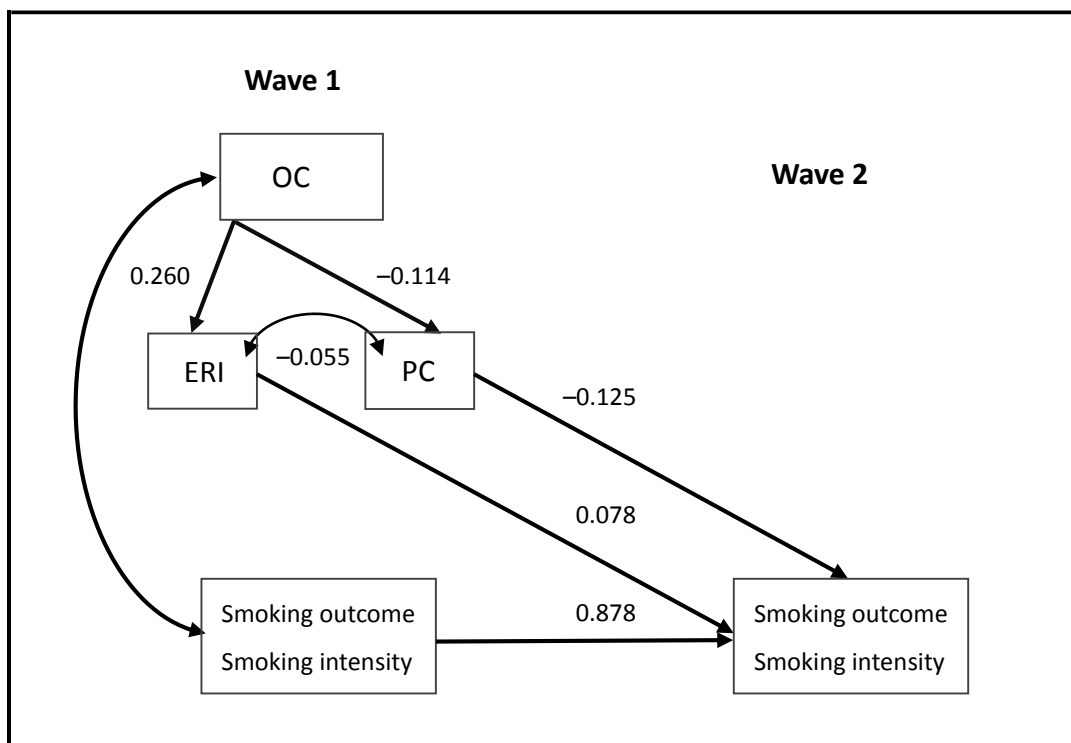 Wave 1
OC
Wave 2
0.260
–0.114
ERI
–0.055
PC
–0.125
0.078
Smoking outcome
Smoking intensity
0.878
Smoking outcome
Smoking intensity